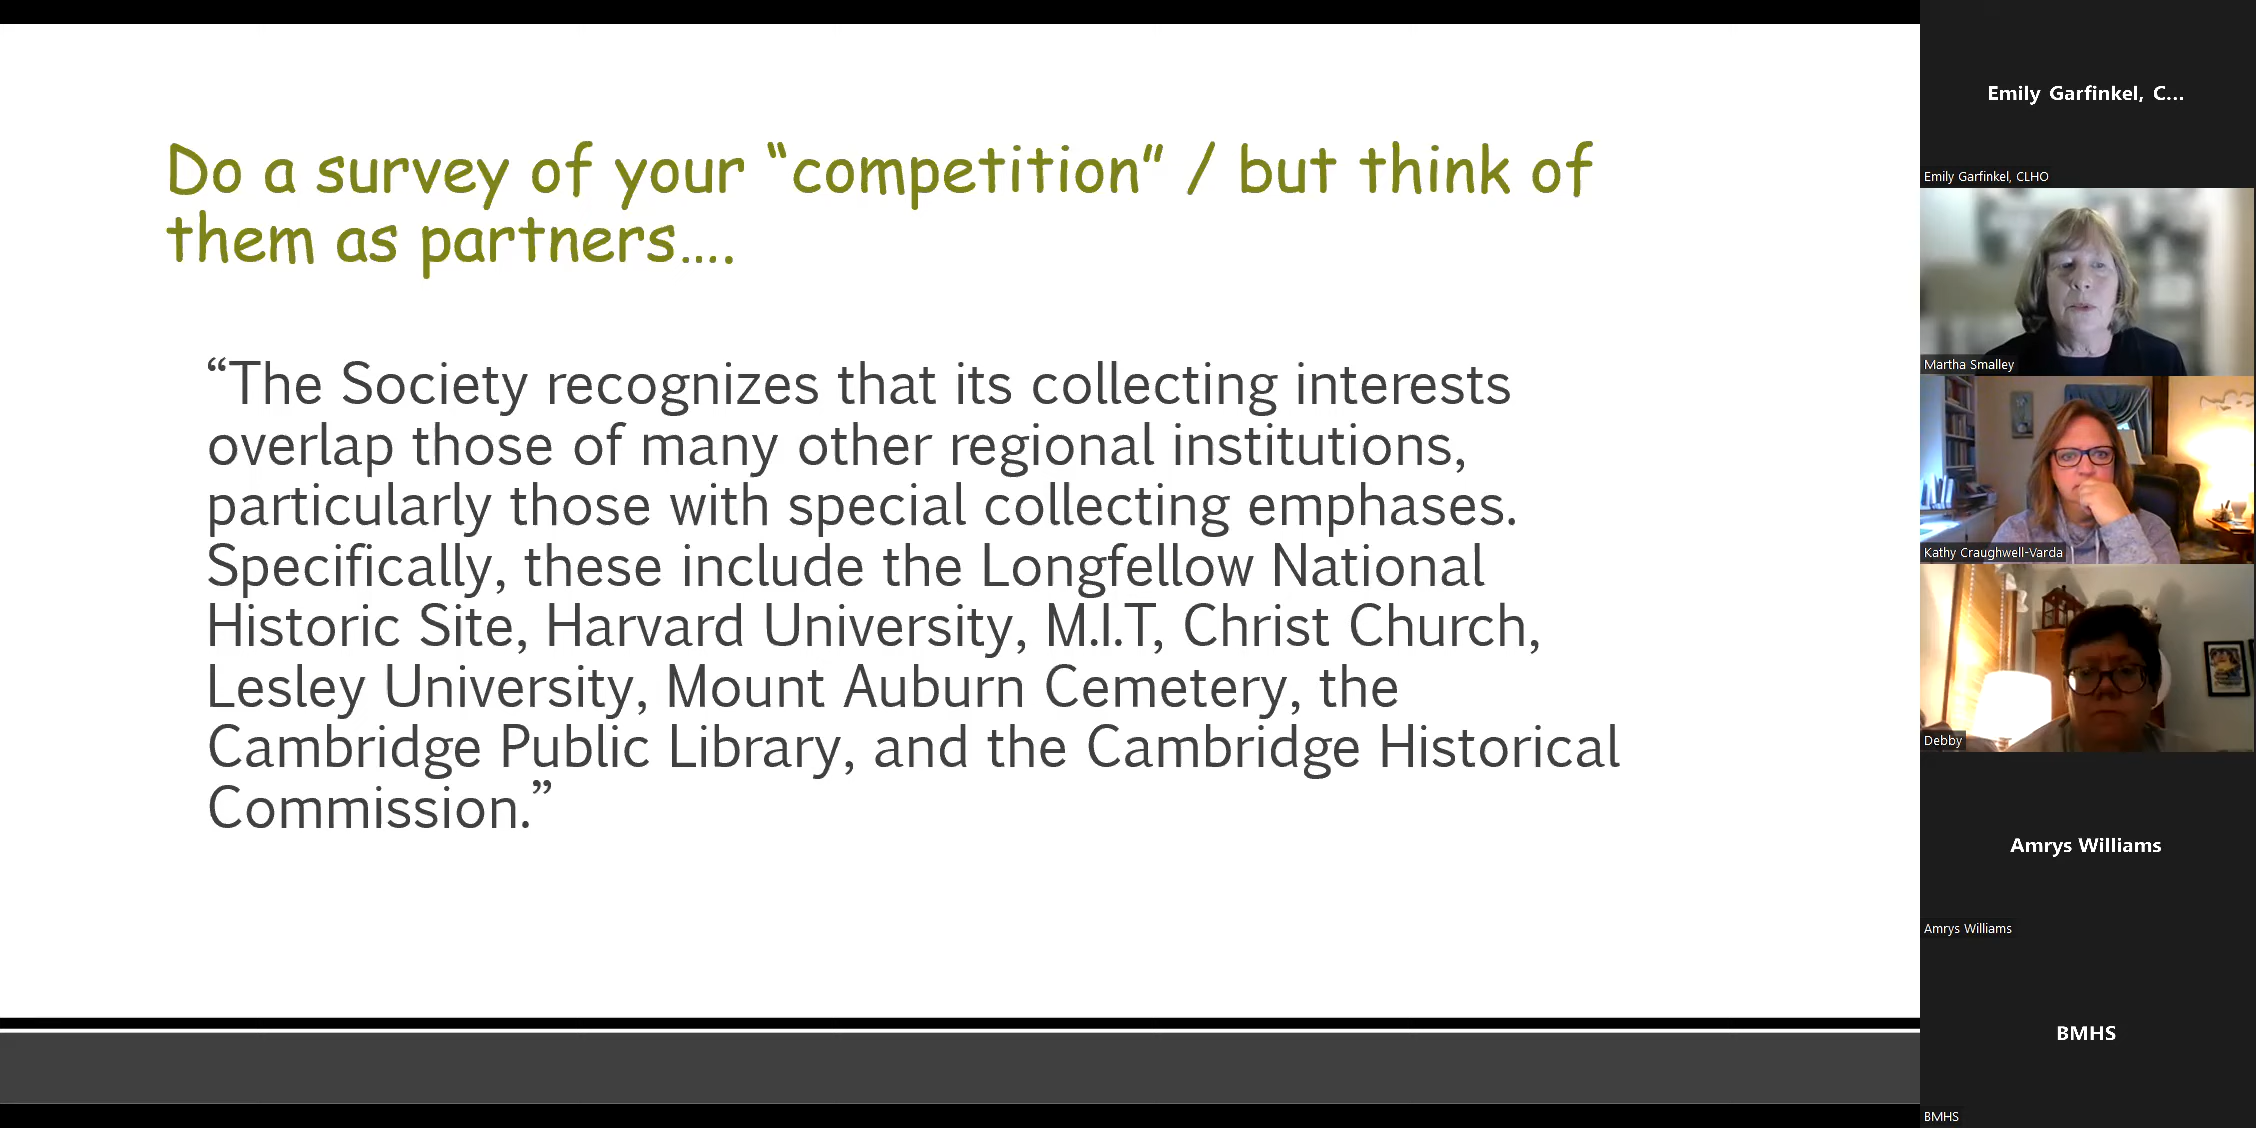 Do a survey of your “competition” / but think of
them as partners….
“The Society recognizes that its collecting interests
overlap those of many other regional institutions,
particularly those with special collecting emphases.
Specifically, these include the Longfellow National
Historic Site, Harvard University, M.I.T, Christ Church,
Lesley University, Mount Auburn Cemetery, the
Cambridge Public Library, and the Cambridge Historical
Commission.”
Emily Garfinkel, C...
Emily Garfinkel, CLHO
Martha Smalley
Kathy Craughwell-Varda
Debby
Amrys Williams
Amrys Williams
BMHS
BMHS